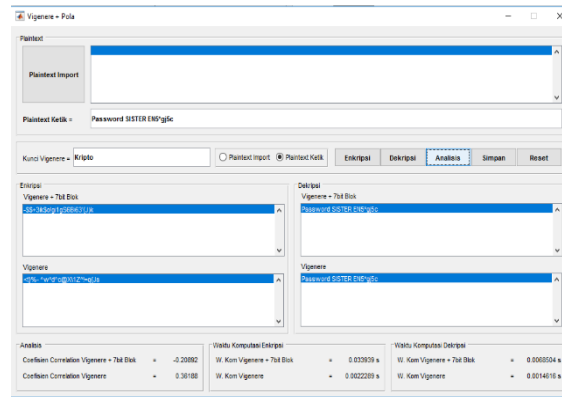 Vigenere + Pola
Plaintext
Plaintext Import
Plaintext Ketik = Password SISTER EN5*gj5c
Kunci Vigenere = Kripto Plaintext Import Plaintext Ketik Enkripsi Dekripsi Analisis Simpan Reset
Enkripsi
Vigenere + 7bit Blok
Vigenere
Dekripsi
Vigenere + 7bit Blok
Password SISTER EN5*gj5c
Vigenere
Password SISTER EN5*gj5c
Analisis
Coefisien Correlation Vigenere + 7bit Blok = -0.20892
Coefisien Correlation Vigenere = 0.36188
Waktu Komputasi Enkripsi
W. Kom Vigenere + 7bit Blok = 0.033939 s
W. Kom Vigenere = 0.0022289 s
Waktu Komputasi Dekripsi
W. Kom Vigenere + 7bit Blok = 0.0068504 s
W. Kom Vigenere = 0.0014616 s